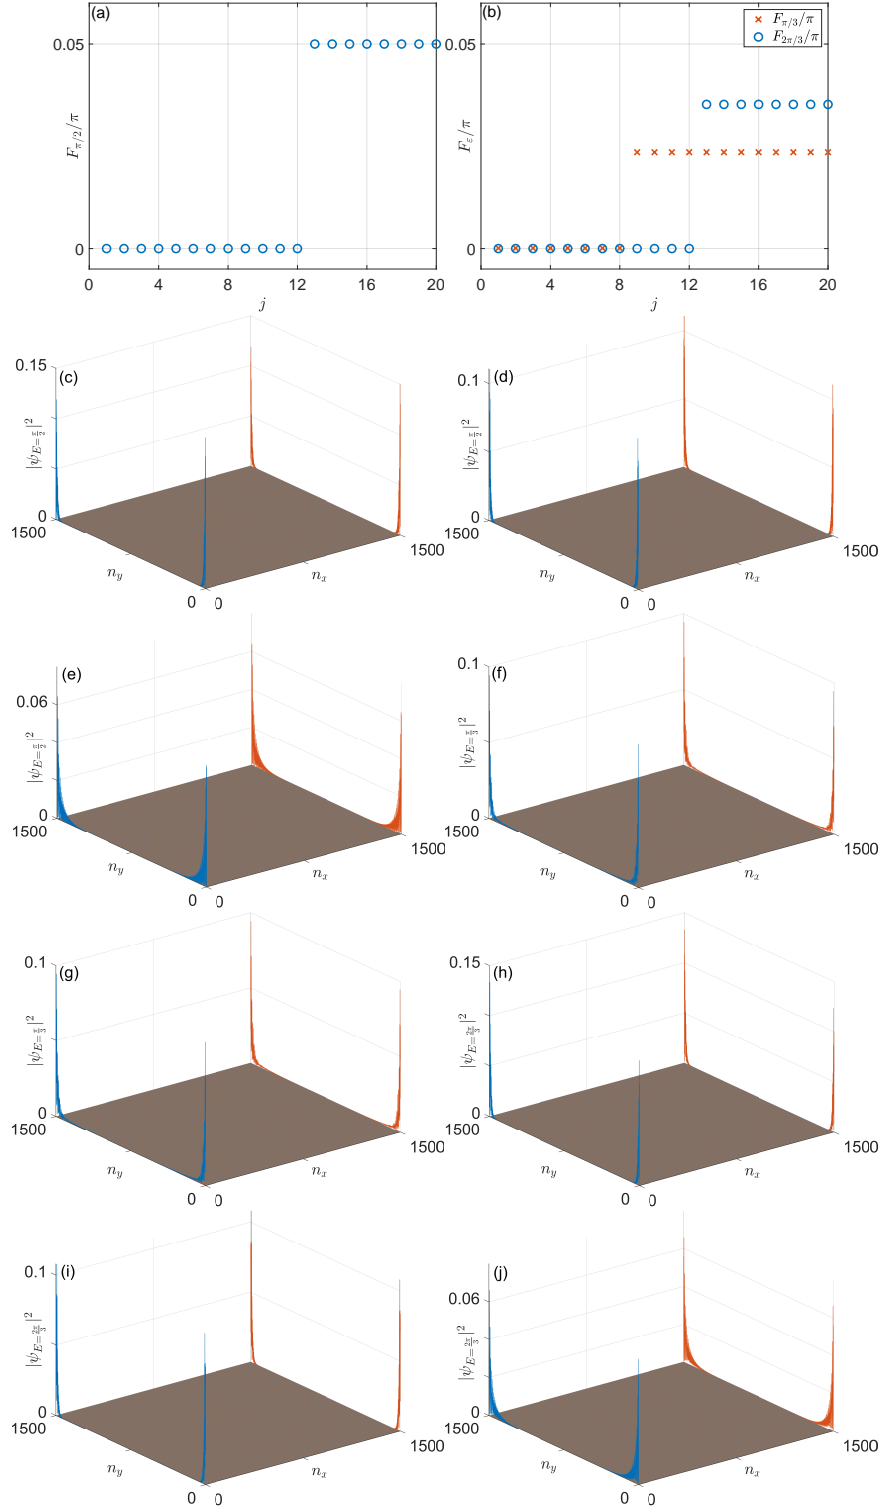 (a)
0.05
0
F_{π/2}/π
0 4 8 12 16 20
j
(b)
F_{π/3}/π
F_{2π/3}/π
0.05
0
F_ε/π
0 4 8 12 16 20
j
(c)
0.15
0
|ψ_{E=π/2}|²
1500
n_y
0 0
n_x
1500
(d)
0.1
0
|ψ_{E=π/2}|²
1500
n_y
0 0
n_x
1500
(e)
0.06
0
|ψ_{E=π/2}|²
1500
n_y
0 0
n_x
1500
(f)
0.1
0
|ψ_{E=π/3}|²
1500
n_y
0 0
n_x
1500
(g)
0.1
0
|ψ_{E=π/3}|²
1500
n_y
0 0
n_x
1500
(h)
0.15
0
|ψ_{E=2π/3}|²
1500
n_y
0 0
n_x
1500
(i)
0.1
0
|ψ_{E=2π/3}|²
1500
n_y
0 0
n_x
1500
(j)
0.06
0
|ψ_{E=2π/3}|²
1500
n_y
0 0
n_x
1500